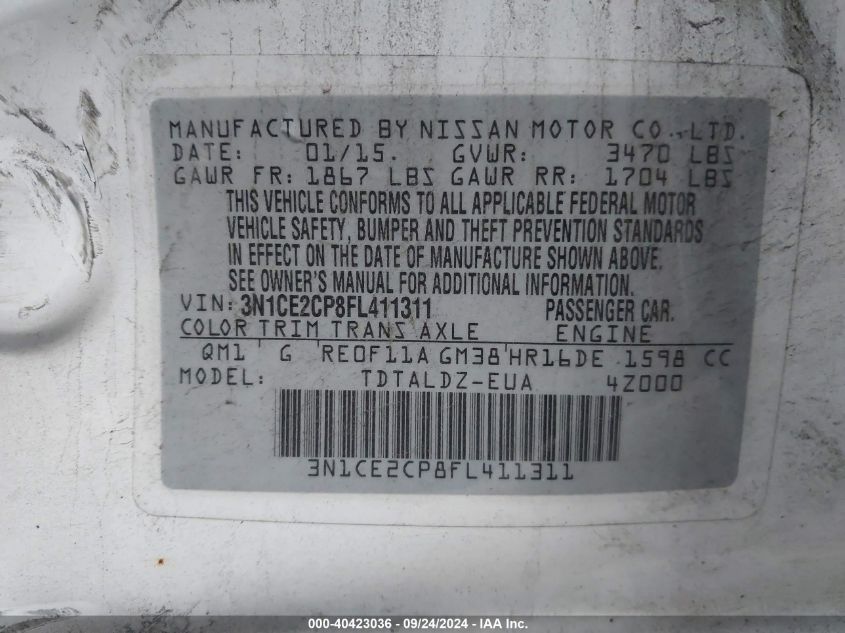 MANUFACTURED BY NISSAN MOTOR CO.,LTD.
DATE: 01/15. GVWR: 3470 LBS
GAWR FR: 1867 LBS GAWR RR: 1704 LBS
THIS VEHICLE CONFORMS TO ALL APPLICABLE FEDERAL MOTOR
VEHICLE SAFETY, BUMPER AND THEFT PREVENTION STANDARDS
IN EFFECT ON THE DATE OF MANUFACTURE SHOWN ABOVE.
SEE OWNER'S MANUAL FOR ADDITIONAL INFORMATION.
VIN: 3N1CE2CP8FL411311 PASSENGER CAR.
COLOR TRIM TRANS AXLE ENGINE
QM1 G RE0F11A GM38 HR16DE 1598 CC
MODEL: TDTALDZ-EUA 4Z000
3N1CE2CP8FL411311
000-40423036 - 09/24/2024 - IAA Inc.